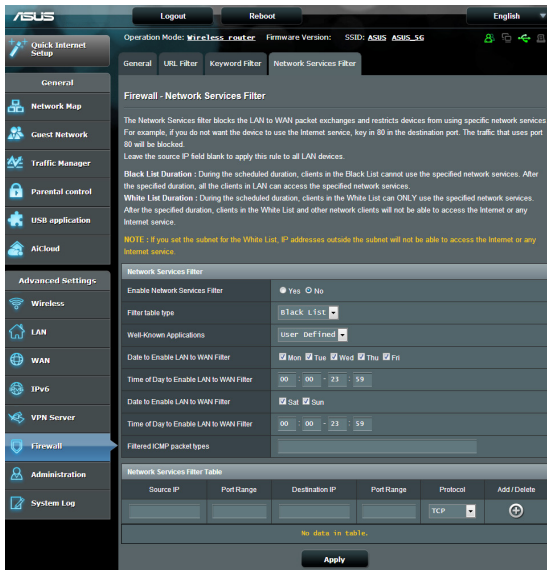 ASUS
Logout
Reboot
English
Operation Mode: Wireless router Firmware Version: SSID: ASUS ASUS_5G
Quick Internet
Setup
General
Network Map
Guest Network
Traffic Manager
Parental control
USB application
AiCloud
Advanced Settings
Wireless
LAN
WAN
IPv6
VPN Server
Firewall
Administration
System Log
General
URL Filter
Keyword Filter
Network Services Filter
Firewall - Network Services Filter
The Network Services filter blocks the LAN to WAN packet exchanges and restricts devices from using specific network services
For example, if you do not want the device to use the Internet service, key in 80 in the destination port. The traffic that uses port
80 will be blocked.
Leave the source IP field blank to apply this rule to all LAN devices.
Black List Duration : During the scheduled duration, clients in the Black List cannot use the specified network services. After
the specified duration, all the clients in LAN can access the specified network services.
White List Duration : During the scheduled duration, clients in the White List can ONLY use the specified network services.
After the specified duration, clients in the White List and other network clients will not be able to access the Internet or any
Internet service.
NOTE : If you set the subnet for the White List, IP addresses outside the subnet will not be able to access the Internet or any
Internet service.
Network Services Filter
Enable Network Services Filter Yes No
Filter table type Black List
Well-Known Applications User Defined
Date to Enable LAN to WAN Filter Mon Tue Wed Thu Fri
Time of Day to Enable LAN to WAN Filter 00 : 00 - 23 : 59
Date to Enable LAN to WAN Filter Sat Sun
Time of Day to Enable LAN to WAN Filter 00 : 00 - 23 : 59
Filtered ICMP packet types
Network Services Filter Table
Source IP Port Range Destination IP Port Range Protocol Add / Delete
TCP
No data in table.
Apply